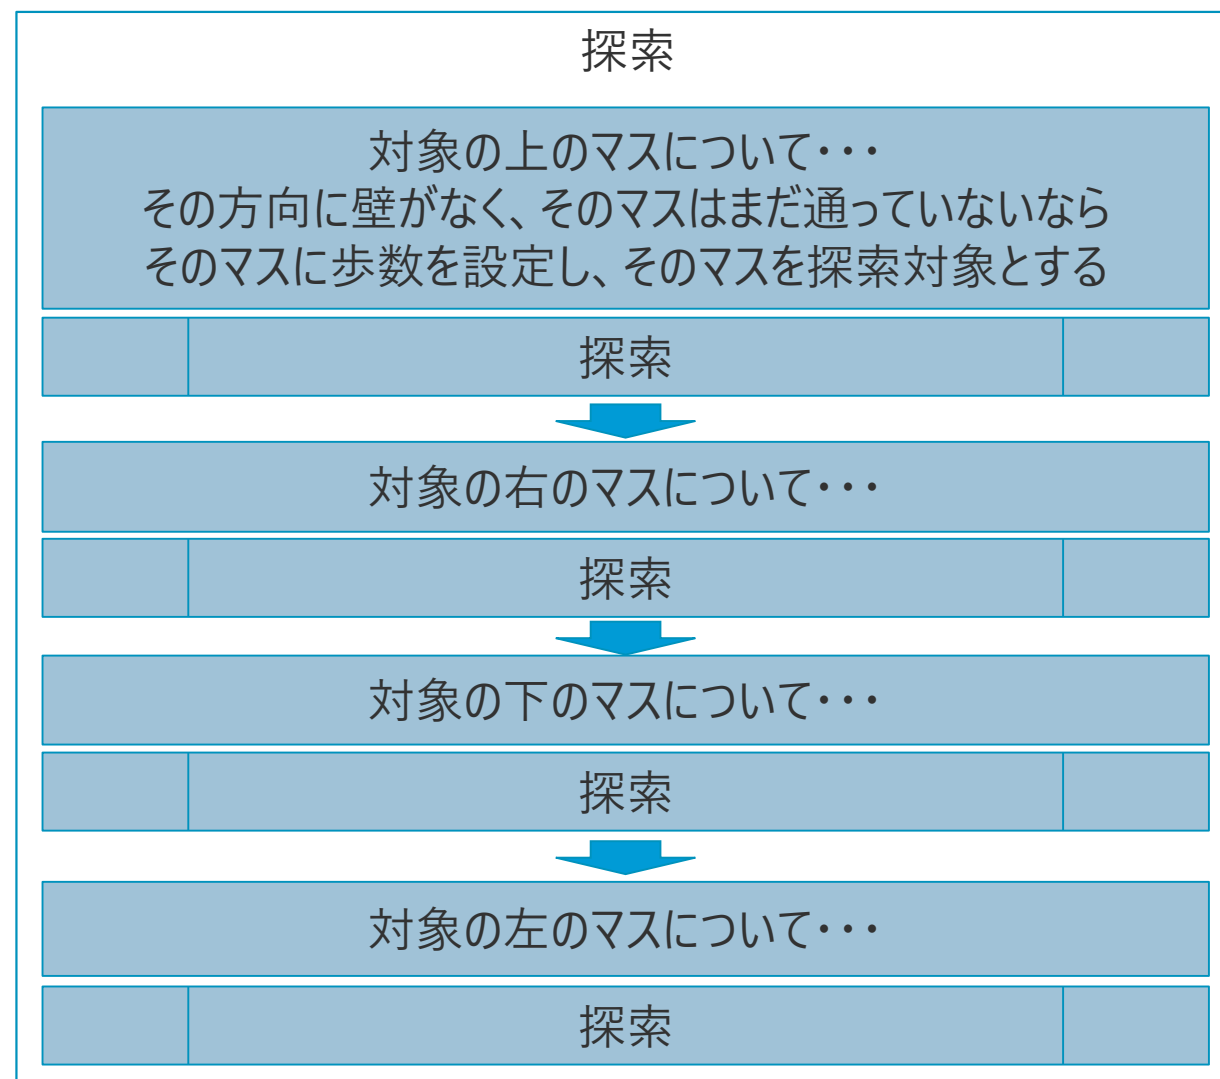 探索
対象の上のマスについて・・・
その方向に壁がなく、そのマスはまだ通っていないなら
そのマスに歩数を設定し、そのマスを探索対象とする
探索
対象の右のマスについて・・・
探索
対象の下のマスについて・・・
探索
対象の左のマスについて・・・
探索